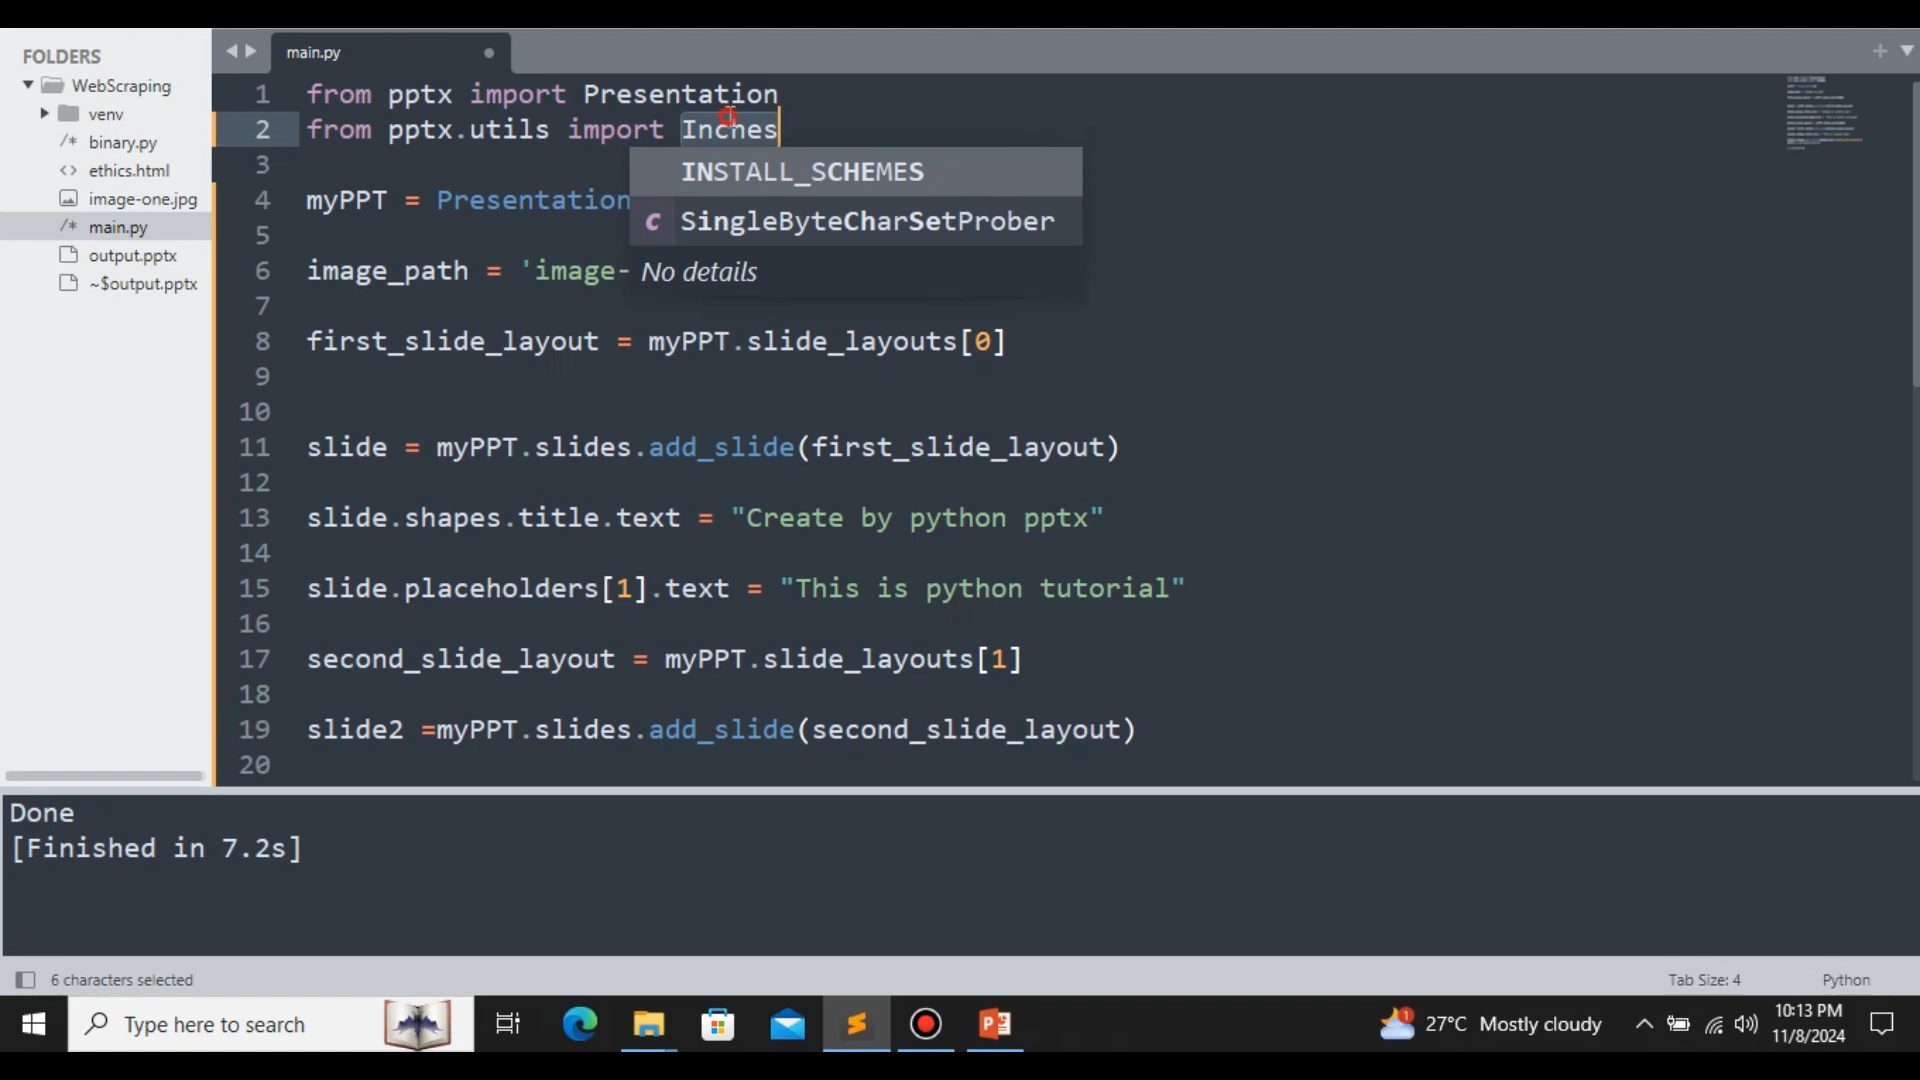 FOLDERS
WebScraping
venv
binary.py
ethics.html
image-one.jpg
main.py
output.pptx
~$output.pptx
main.py
1 from pptx import Presentation
2 from pptx.utils import Inches
3
INSTALL_SCHEMES
4 myPPT = Presentation
c SingleByteCharSetProber
5
6 image_path = 'image-
No details
7
8 first_slide_layout = myPPT.slide_layouts[0]
9
10
11 slide = myPPT.slides.add_slide(first_slide_layout)
12
13 slide.shapes.title.text = "Create by python pptx"
14
15 slide.placeholders[1].text = "This is python tutorial"
16
17 second_slide_layout = myPPT.slide_layouts[1]
18
19 slide2 =myPPT.slides.add_slide(second_slide_layout)
20
Done
[Finished in 7.2s]
6 characters selected
Tab Size: 4
Python
Type here to search
1
27°C Mostly cloudy
10:13 PM
11/8/2024